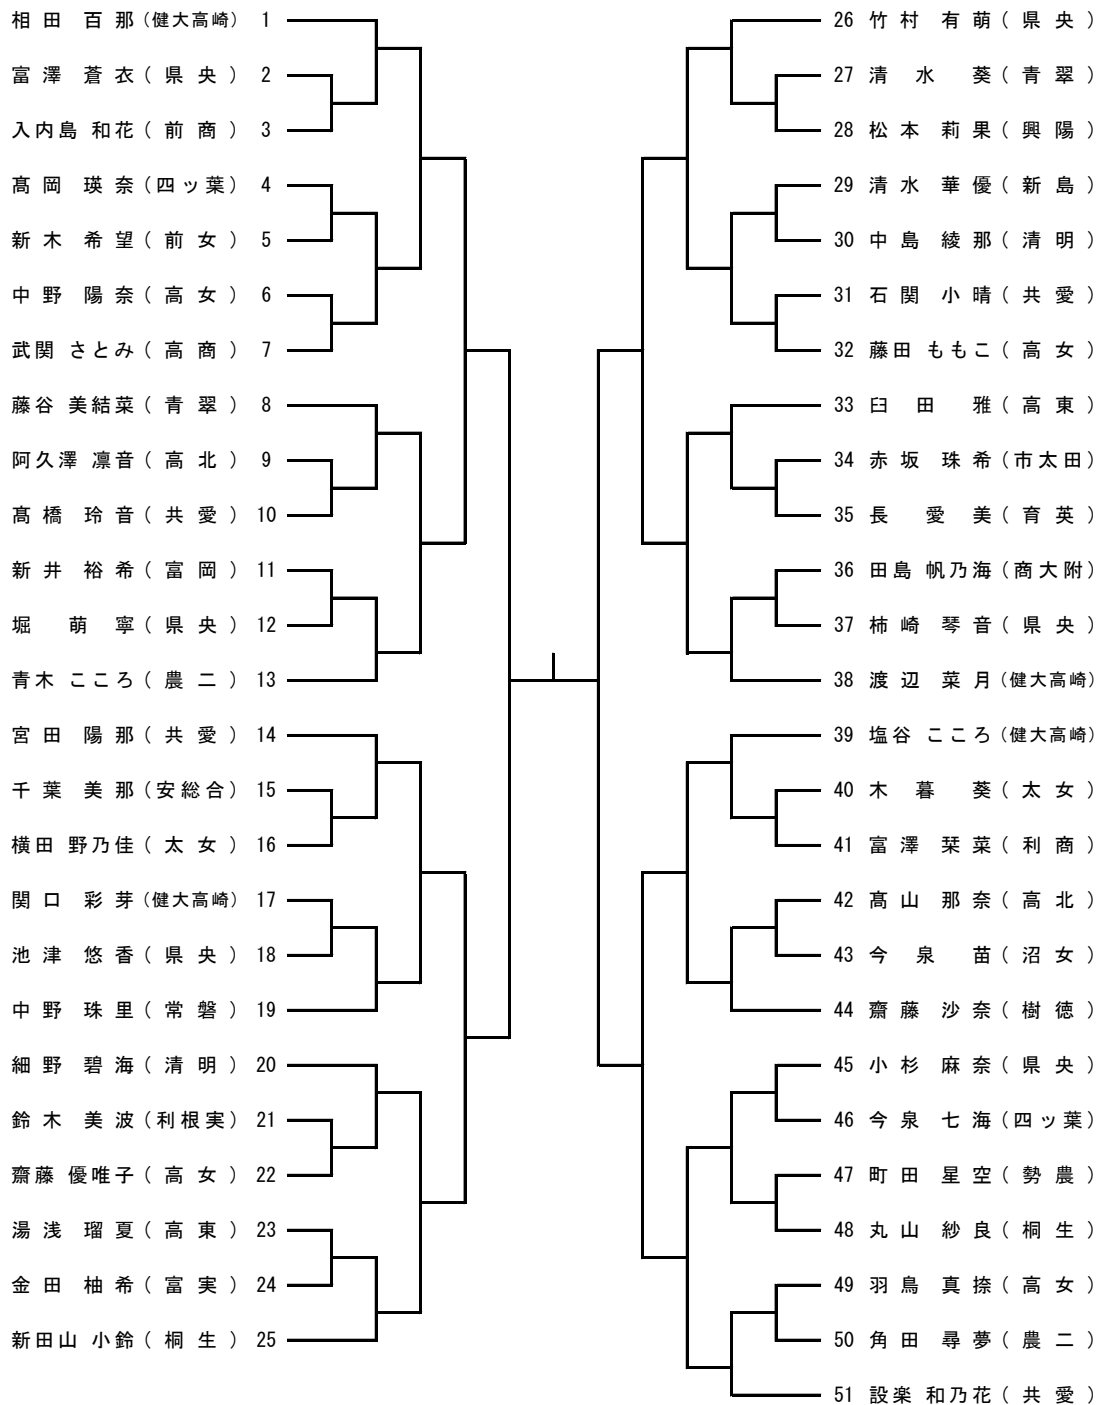 相田 百那(健大高崎) 1
富澤 蒼衣(県央) 2
入内島 和花(前商) 3
髙岡 瑛奈(四ッ葉) 4
新木 希望(前女) 5
中野 陽奈(高女) 6
武関 さとみ(高商) 7
藤谷 美結菜(青翠) 8
阿久澤 凛音(高北) 9
髙橋 玲音(共愛) 10
新井 裕希(富岡) 11
堀 萌寧(県央) 12
青木 こころ(農二) 13
宮田 陽那(共愛) 14
千葉 美那(安総合) 15
横田 野乃佳(太女) 16
関口 彩芽(健大高崎) 17
池津 悠香(県央) 18
中野 珠里(常磐) 19
細野 碧海(清明) 20
鈴木 美波(利根実) 21
齋藤 優唯子(高女) 22
湯浅 瑠夏(高東) 23
金田 柚希(富実) 24
新田山 小鈴(桐生) 25
26 竹村 有萌(県央)
27 清水 葵(青翠)
28 松本 莉果(興陽)
29 清水 華優(新島)
30 中島 綾那(清明)
31 石関 小晴(共愛)
32 藤田 ももこ(高女)
33 臼田 雅(高東)
34 赤坂 珠希(市太田)
35 長 愛美(育英)
36 田島 帆乃海(商大附)
37 柿崎 琴音(県央)
38 渡辺 菜月(健大高崎)
39 塩谷 こころ(健大高崎)
40 木暮 葵(太女)
41 富澤 栞菜(利商)
42 髙山 那奈(高北)
43 今泉 苗(沼女)
44 齋藤 沙奈(樹徳)
45 小杉 麻奈(県央)
46 今泉 七海(四ッ葉)
47 町田 星空(勢農)
48 丸山 紗良(桐生)
49 羽鳥 真捺(高女)
50 角田 尋夢(農二)
51 設楽 和乃花(共愛)